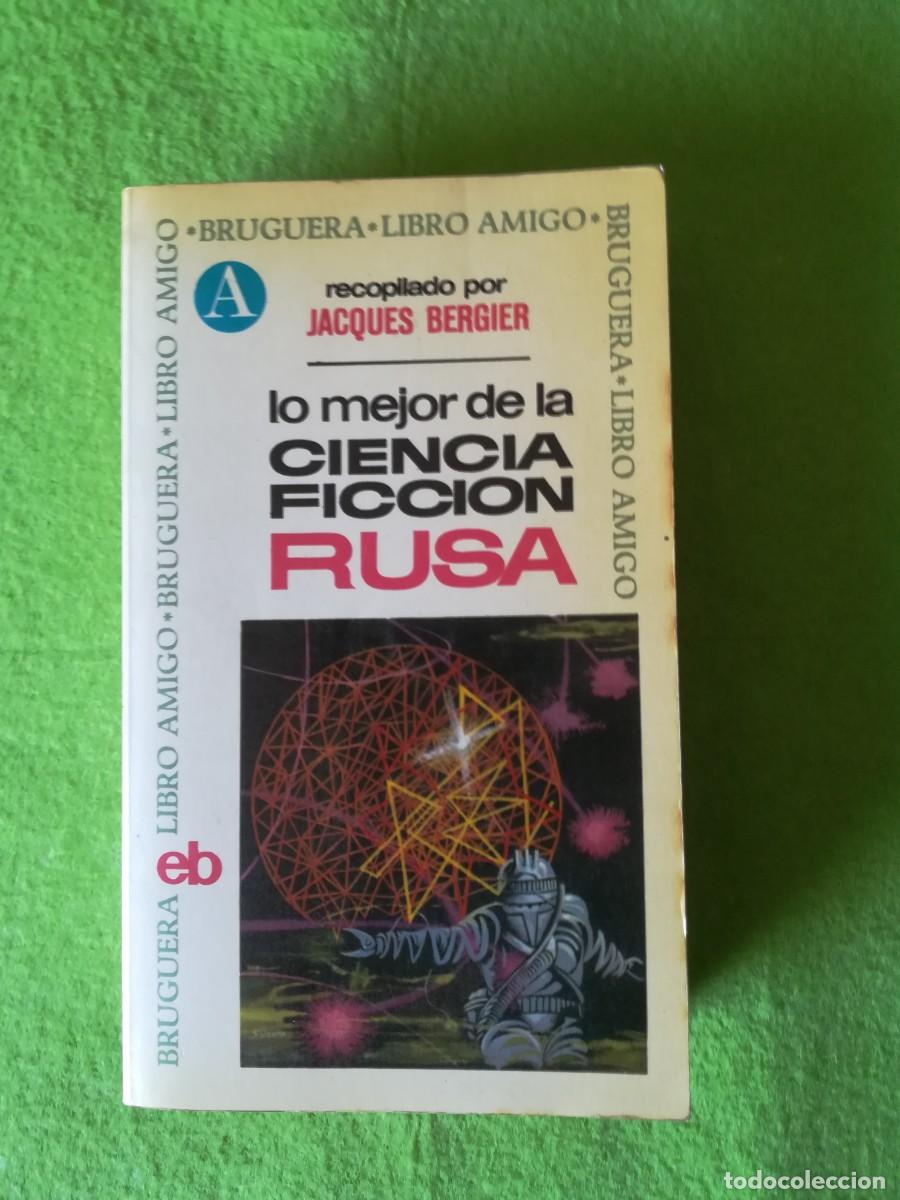 *BRUGUERA*LIBRO AMIGO*
BRUGUERA*LIBRO AMIGO
BRUGUERA LIBRO AMIGO*BRUGUERA*LIBRO AMIGO
A
recopilado por
JACQUES BERGIER
lo mejor de la
CIENCIA
FICCION
RUSA
eb
todocoleccion